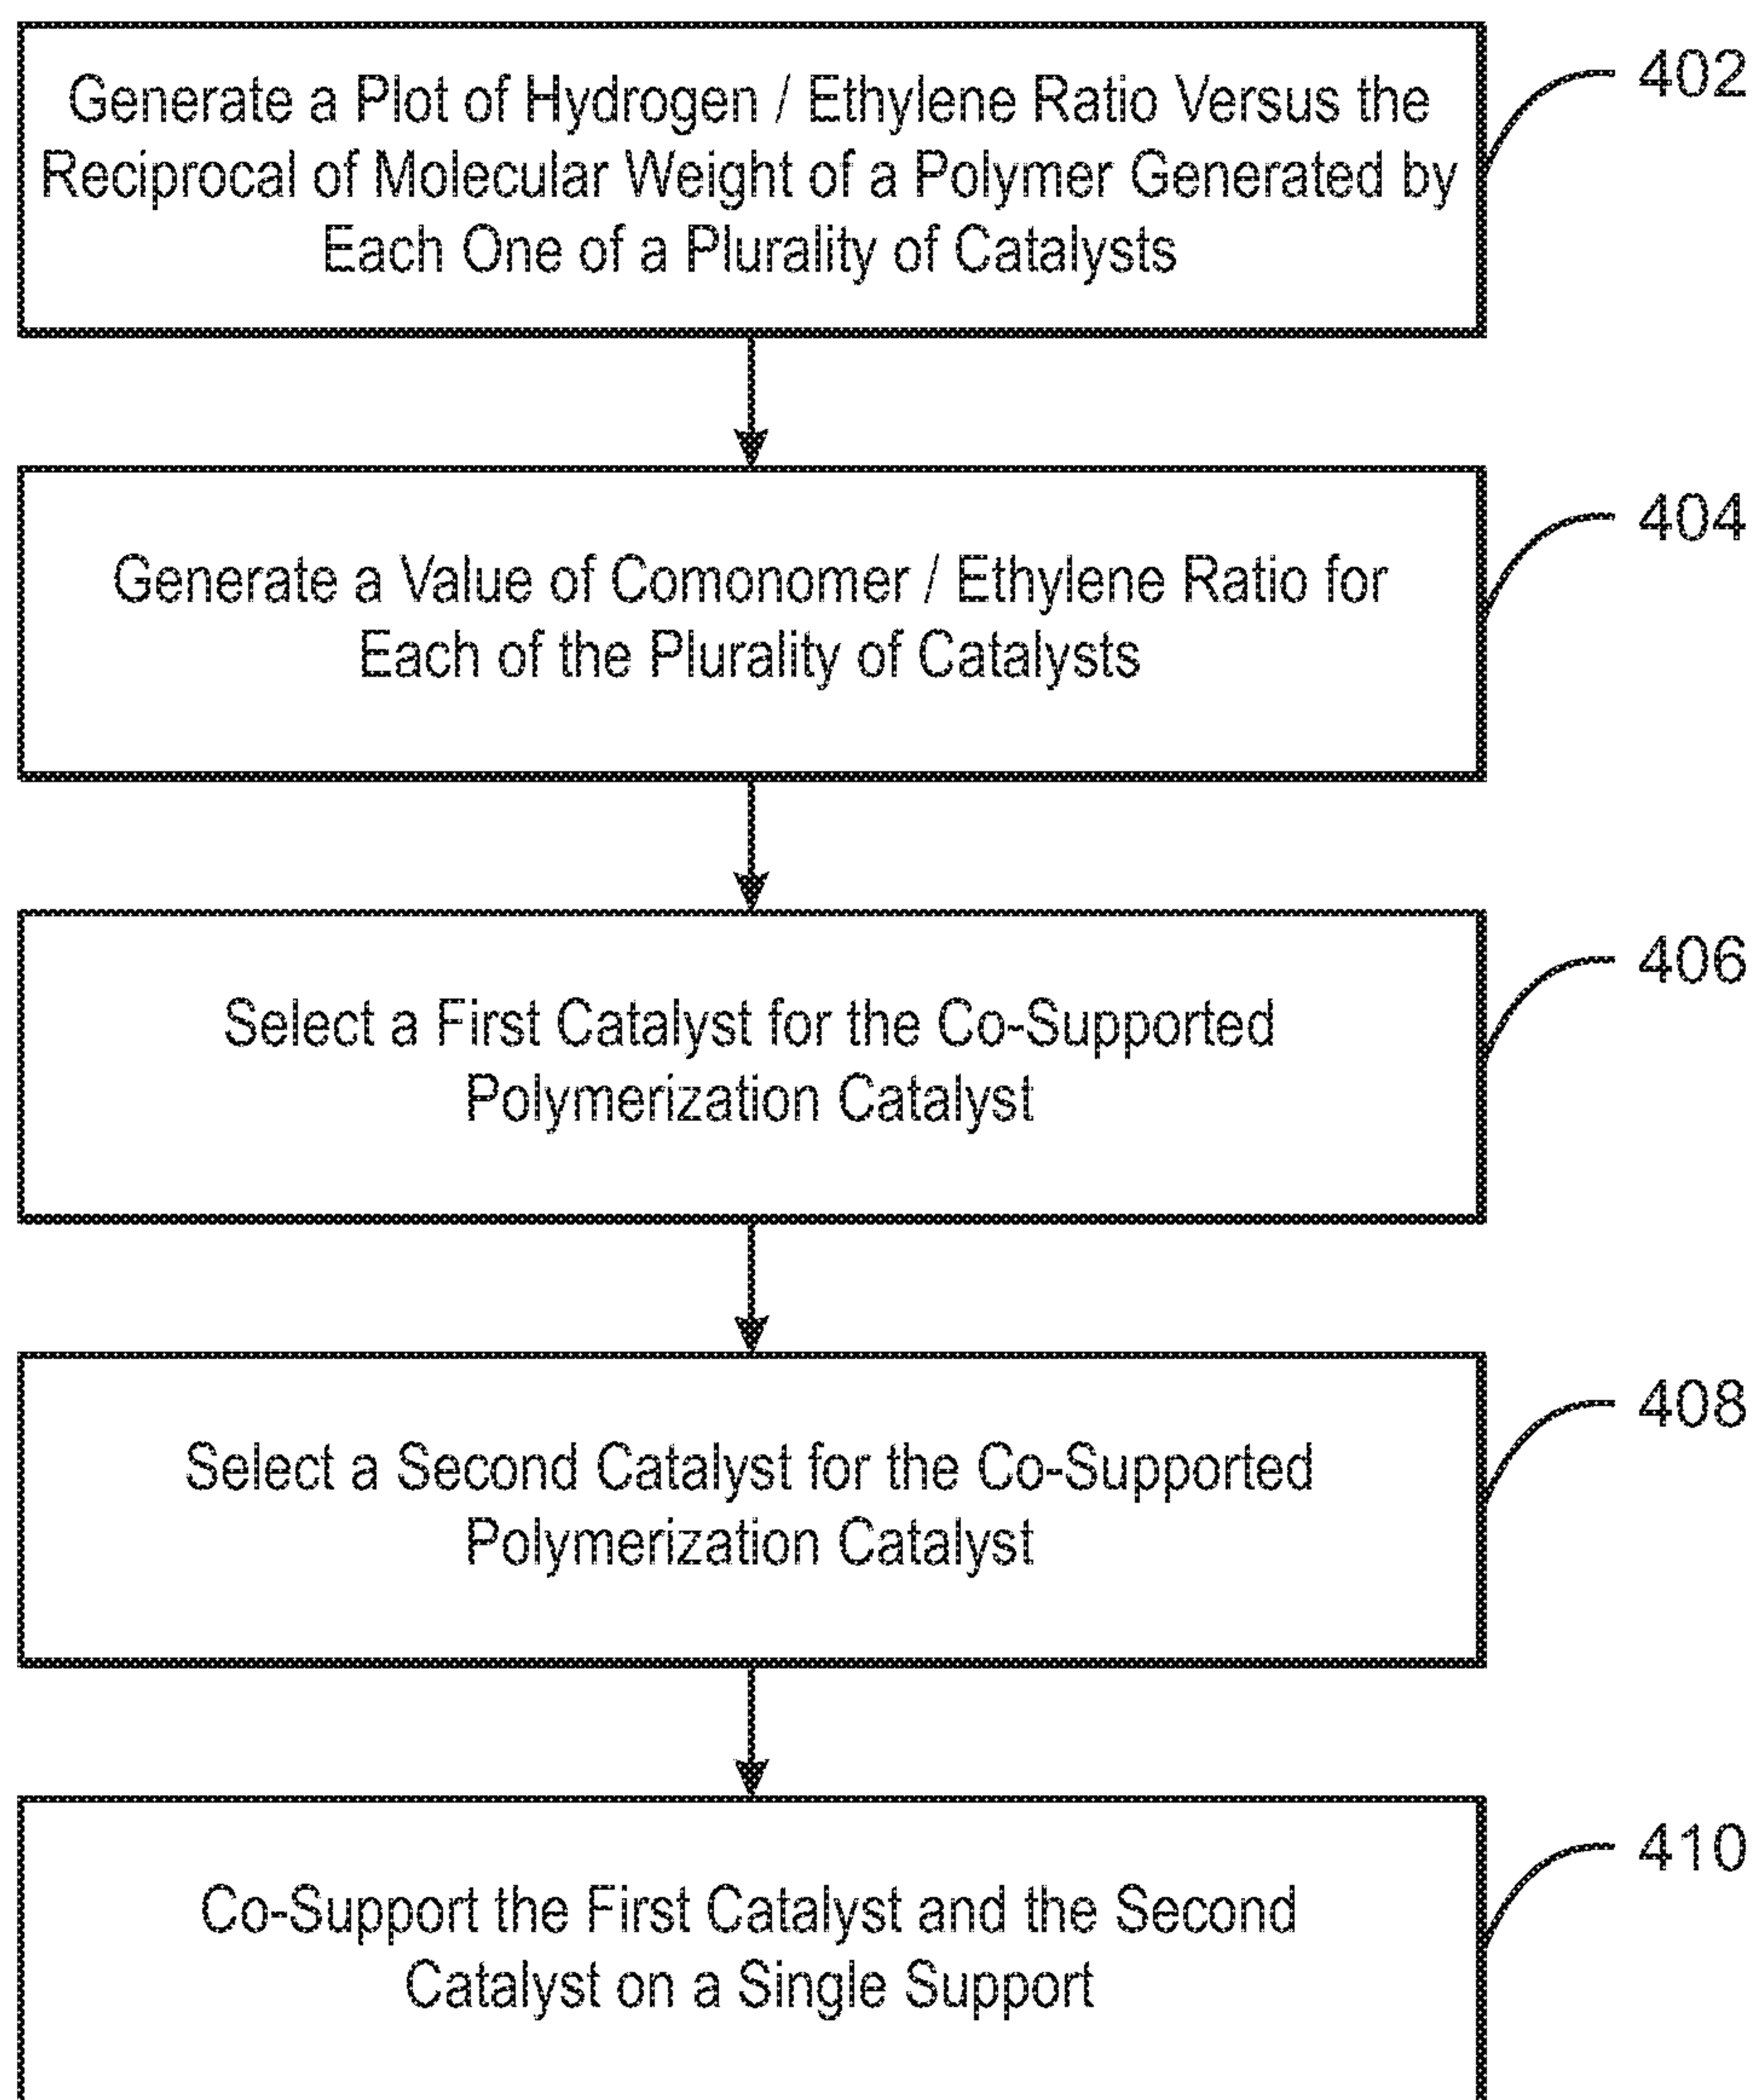 Generate a Plot of Hydrogen / Ethylene Ratio Versus the
Reciprocal of Molecular Weight of a Polymer Generated by
Each One of a Plurality of Catalysts
402
Generate a Value of Comonomer / Ethylene Ratio for
Each of the Plurality of Catalysts
404
Select a First Catalyst for the Co-Supported
Polymerization Catalyst
406
Select a Second Catalyst for the Co-Supported
Polymerization Catalyst
408
Co-Support the First Catalyst and the Second
Catalyst on a Single Support
410